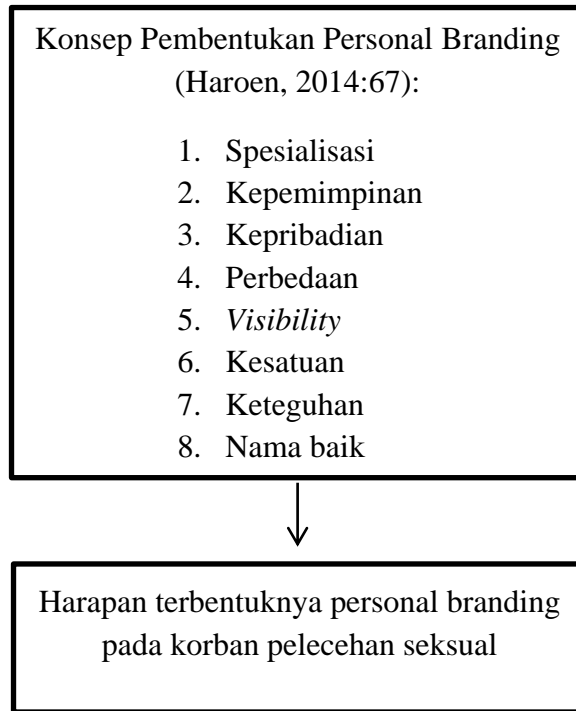 Konsep Pembentukan Personal Branding
(Haroen, 2014:67):
1. Spesialisasi
2. Kepemimpinan
3. Kepribadian
4. Perbedaan
5. Visibility
6. Kesatuan
7. Keteguhan
8. Nama baik
Harapan terbentuknya personal branding
pada korban pelecehan seksual